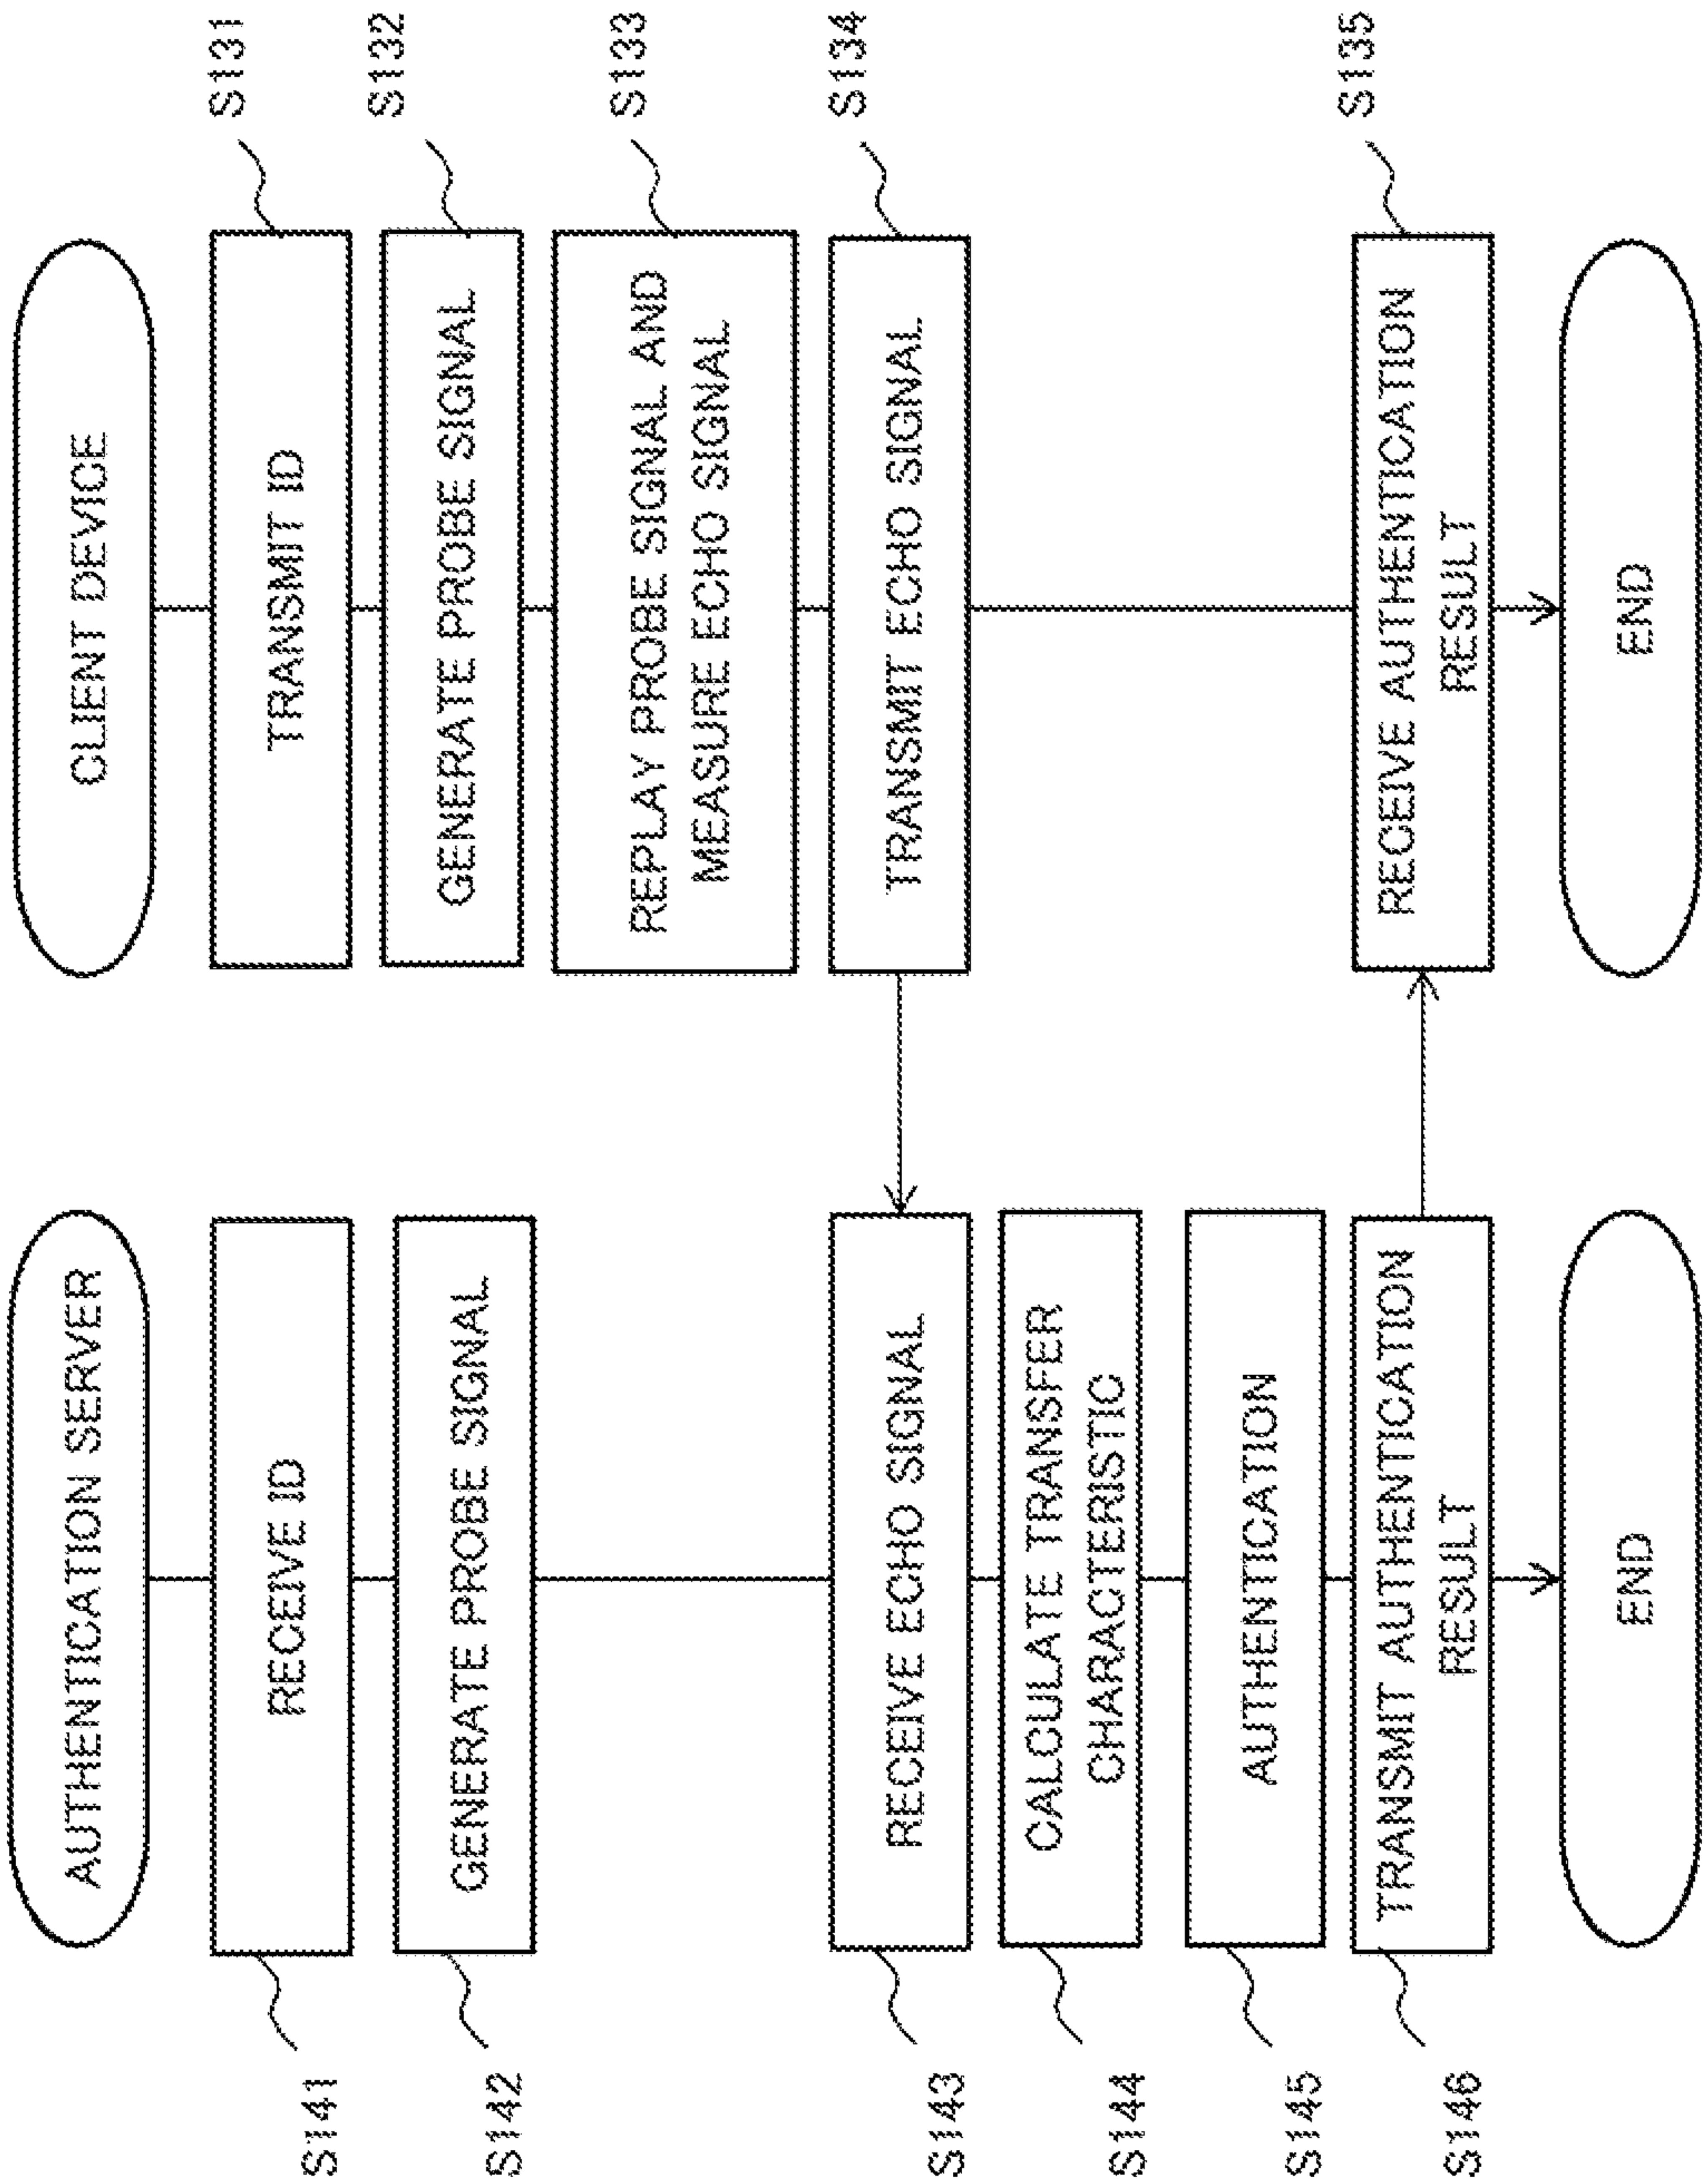 AUTHENTICATION SERVER
S141
RECEIVE ID
S142
GENERATE PROBE SIGNAL
S143
RECEIVE ECHO SIGNAL
S144
CALCULATE TRANSFER
CHARACTERISTIC
S145
AUTHENTICATION
S146
TRANSMIT AUTHENTICATION
RESULT
END
CLIENT DEVICE
TRANSMIT ID
S131
GENERATE PROBE SIGNAL
S132
REPLAY PROBE SIGNAL AND
MEASURE ECHO SIGNAL
S133
TRANSMIT ECHO SIGNAL
S134
RECEIVE AUTHENTICATION
RESULT
S135
END